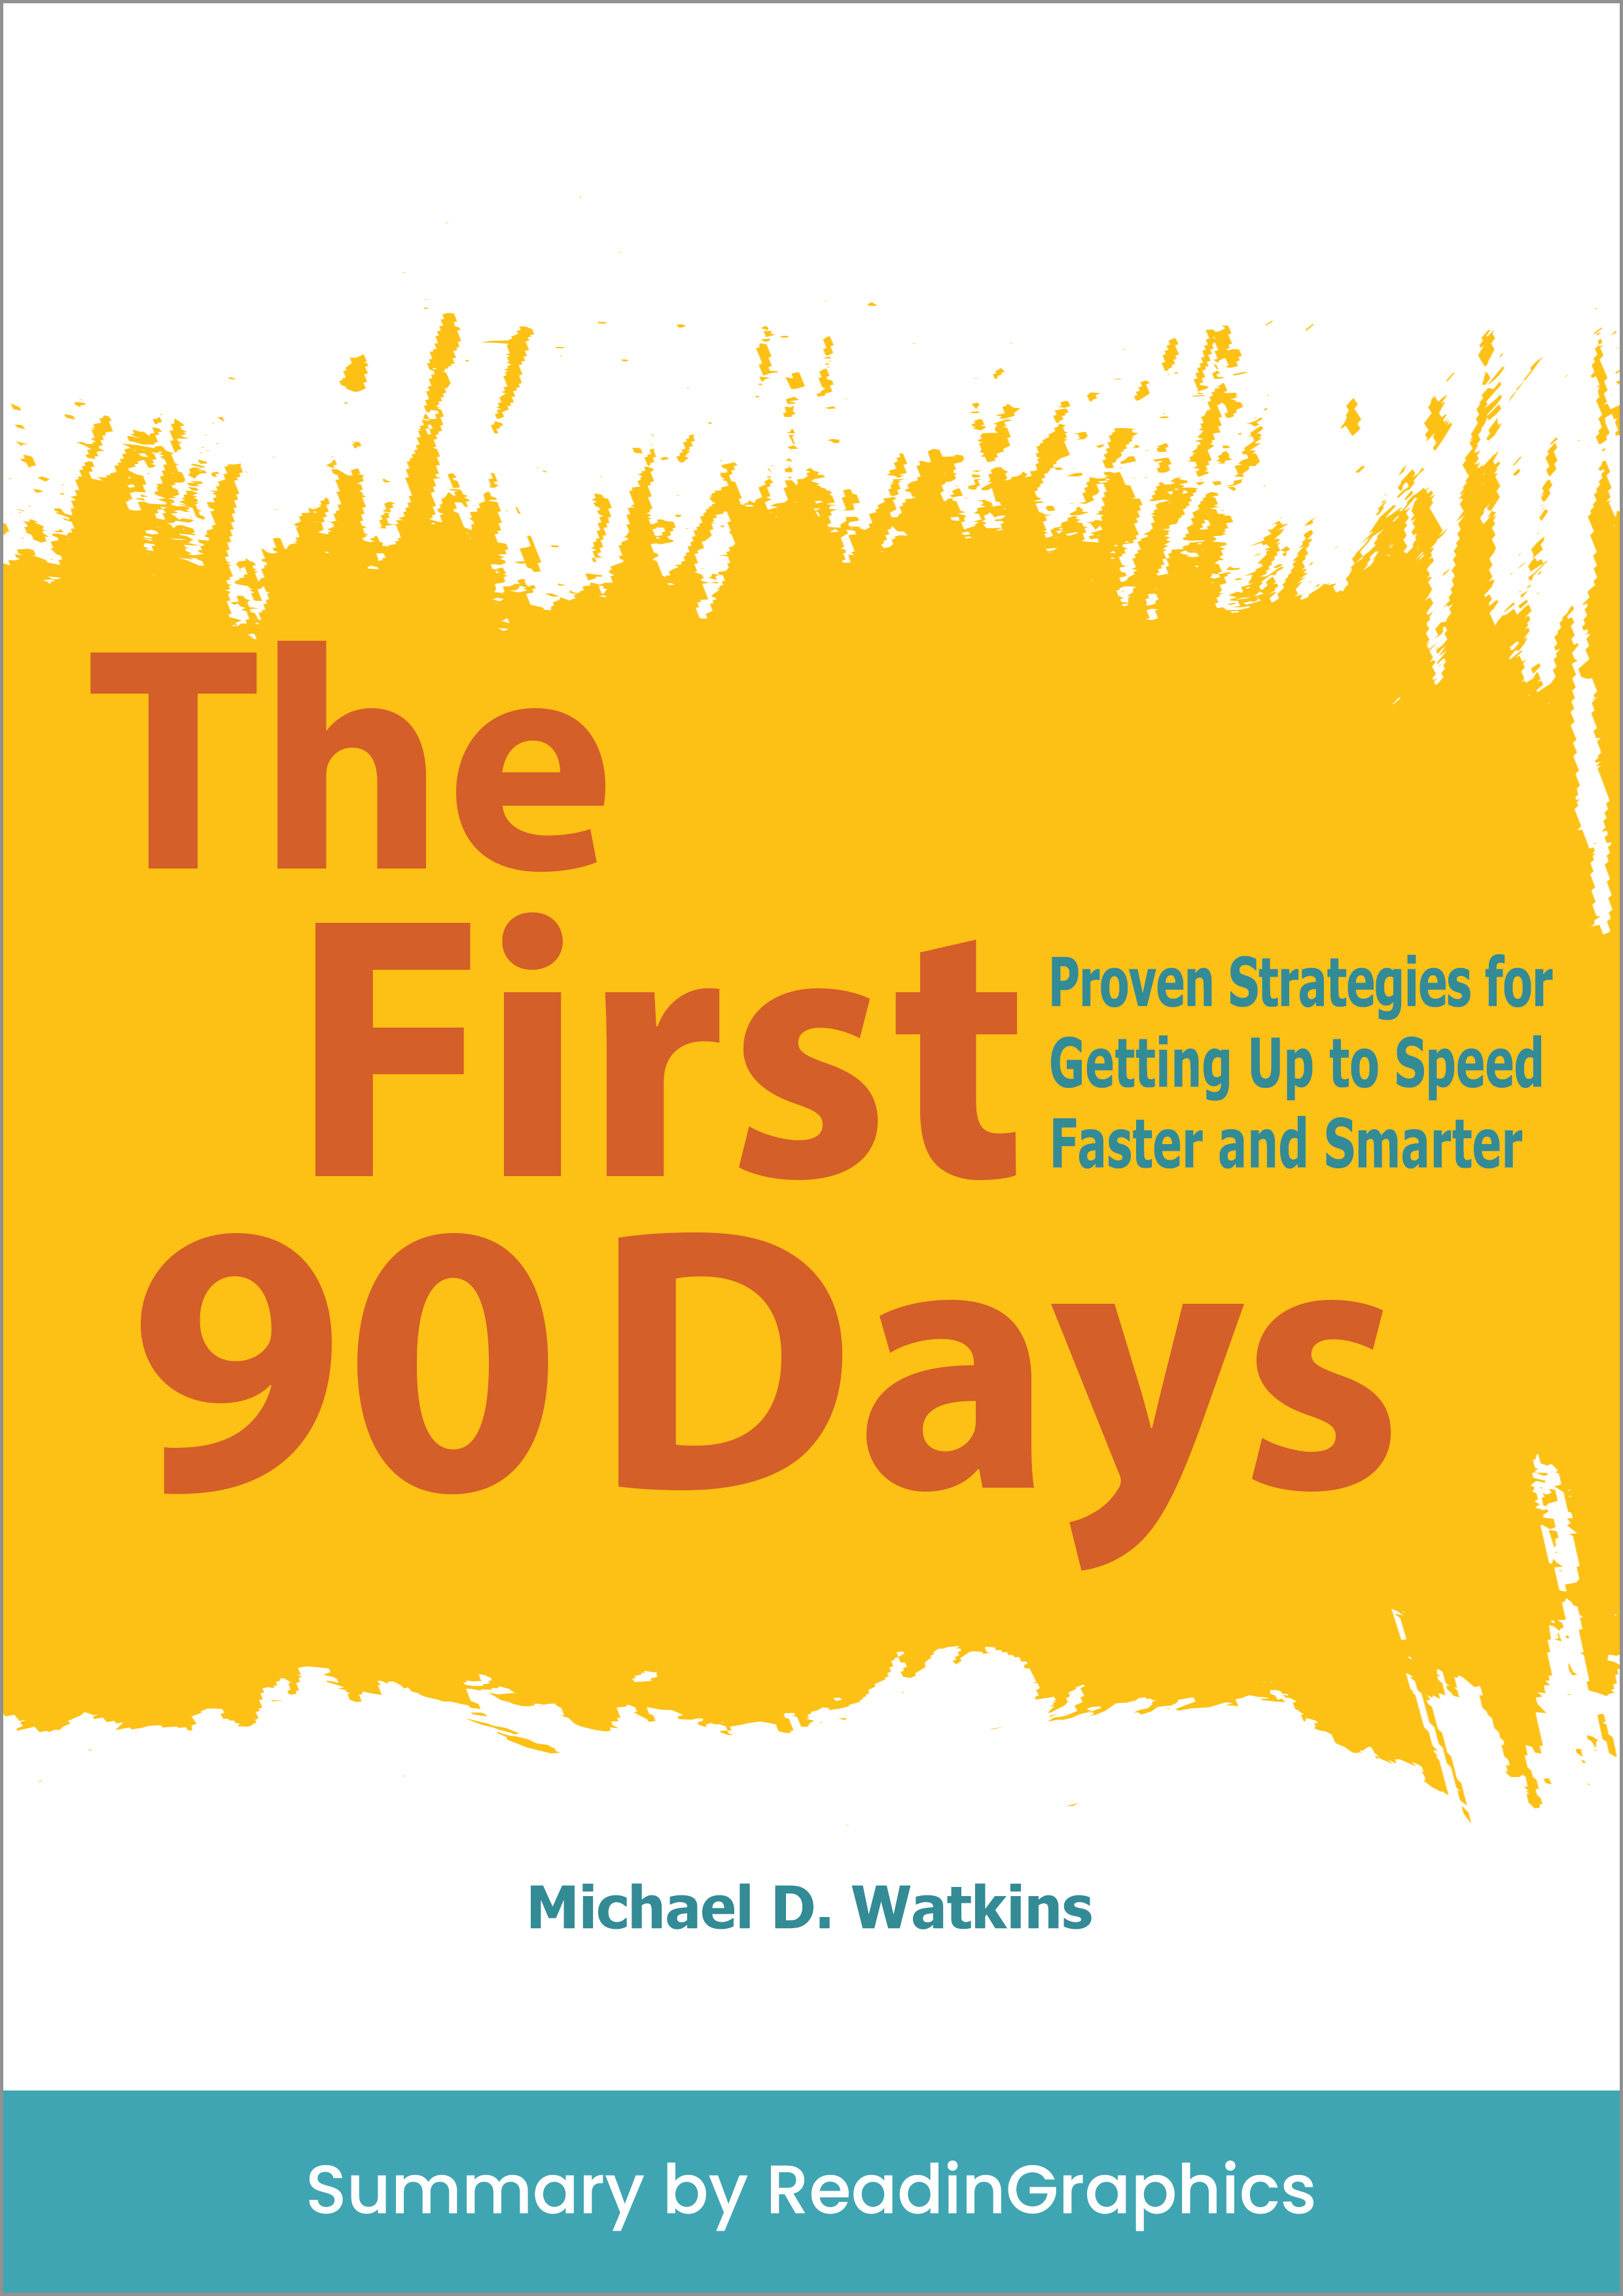 The
First
Proven Strategies for
Getting Up to Speed
Faster and Smarter
90 Days
Michael D. Watkins
Summary by ReadinGraphics